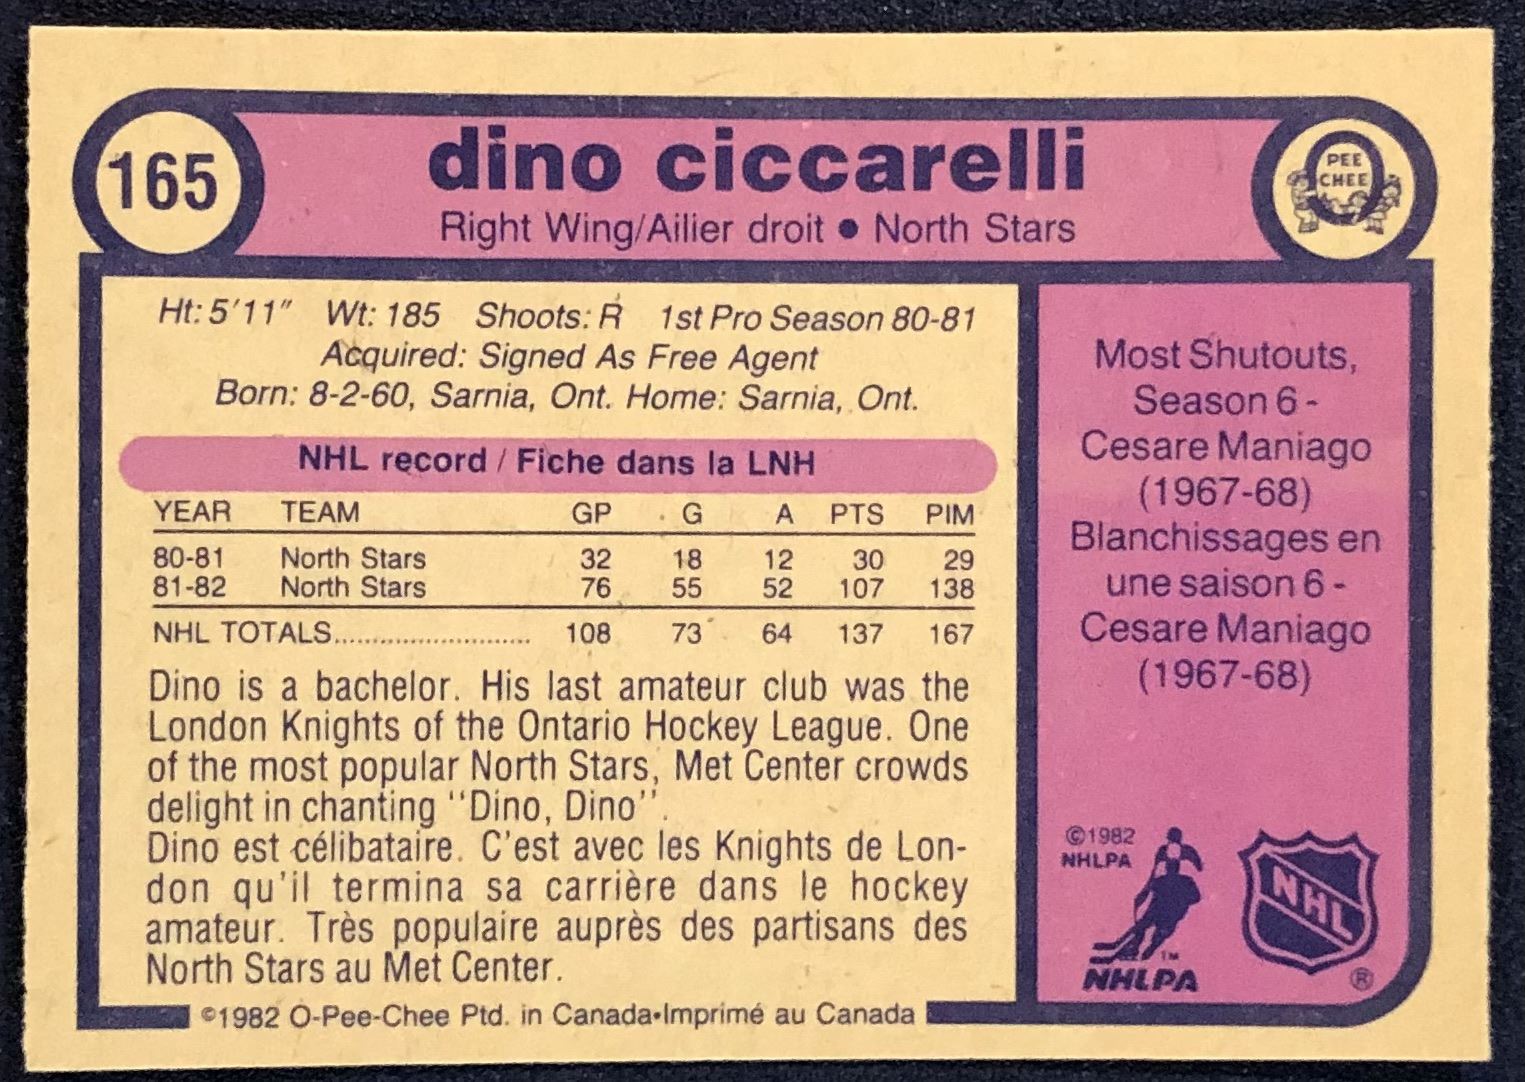 165
dino ciccarelli
PEE
CHEE
Right Wing/Ailier droit • North Stars
Ht: 5'11" Wt: 185 Shoots: R 1st Pro Season 80-81
Acquired: Signed As Free Agent
Born: 8-2-60, Sarnia, Ont. Home: Sarnia, Ont.
NHL record / Fiche dans la LNH
YEAR TEAM GP G A PTS PIM
80-81 North Stars 32 18 12 30 29
81-82 North Stars 76 55 52 107 138
NHL TOTALS.......................... 108 73 64 137 167
Dino is a bachelor. His last amateur club was the
London Knights of the Ontario Hockey League. One
of the most popular North Stars, Met Center crowds
delight in chanting "Dino, Dino".
Dino est célibataire. C'est avec les Knights de Lon-
don qu'il termina sa carrière dans le hockey
amateur. Très populaire auprès des partisans des
North Stars au Met Center.
©1982 O-Pee-Chee Ptd. in Canada•Imprimé au Canada
Most Shutouts,
Season 6 -
Cesare Maniago
(1967-68)
Blanchissages en
une saison 6 -
Cesare Maniago
(1967-68)
©1982
NHLPA
NHLPA
TM
NHL
®